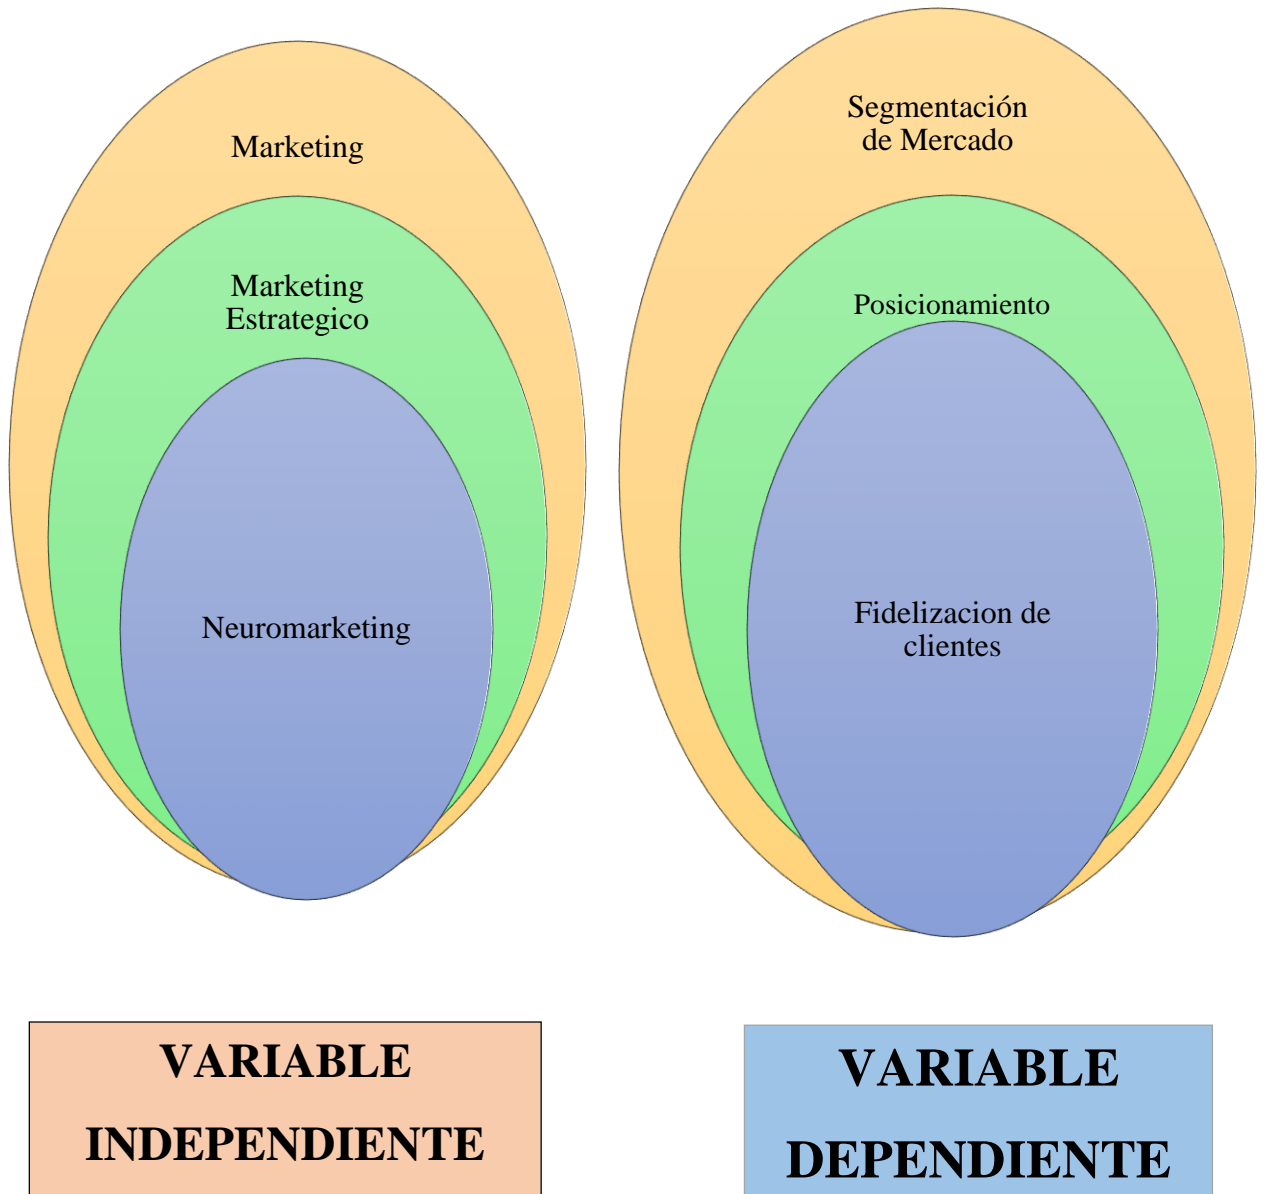 Marketing
Marketing
Estrategico
Neuromarketing
Segmentación
de Mercado
Posicionamiento
Fidelizacion de
clientes
VARIABLE
INDEPENDIENTE
VARIABLE
DEPENDIENTE